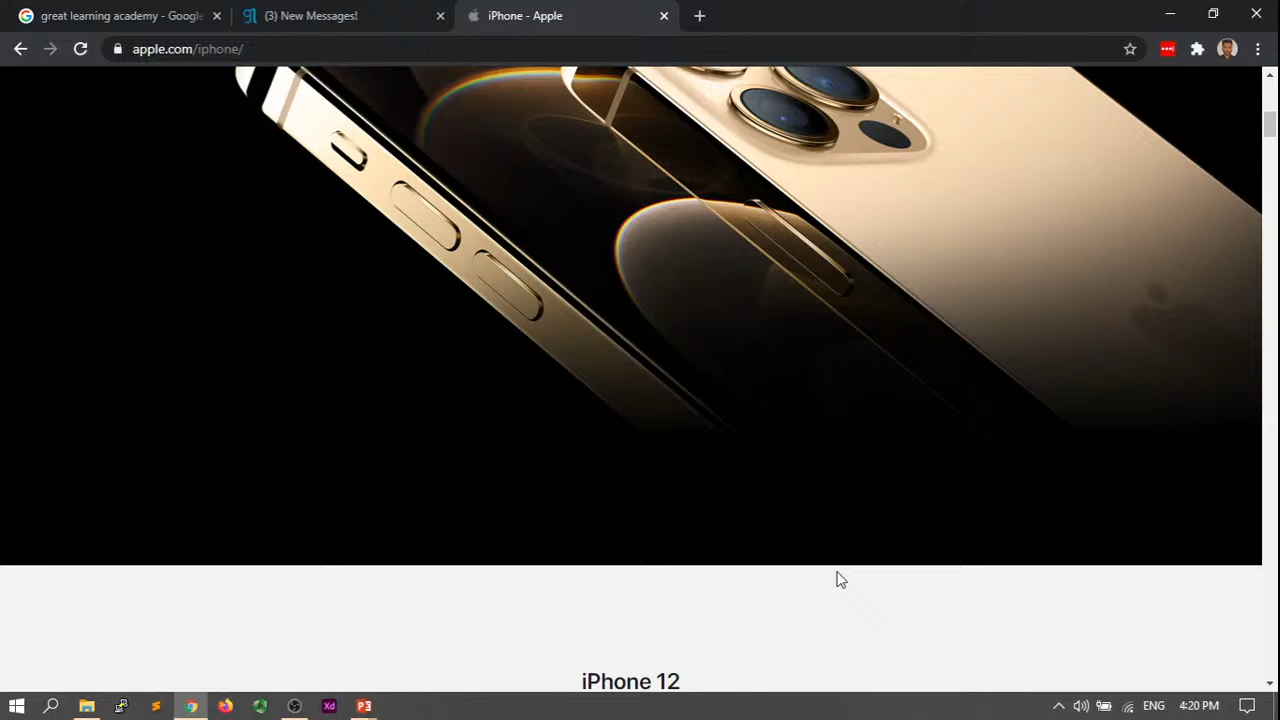 great learning academy - Google
(3) New Messages!
iPhone - Apple
apple.com/iphone/
iPhone 12
ENG
4:20 PM